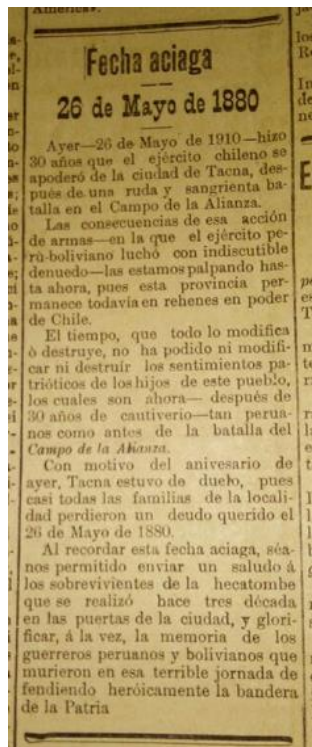 Fecha aciaga
26 de Mayo de 1880
Ayer—26 de Mayo de 1910—hizo
30 años que el ejército chileno se
apoderó de la ciudad de Tacna, des-
pués de una ruda y sangrienta ba-
talla en el Campo de la Alianza.
Las consecuencias de esa acción
de armas—en la que el ejército pe-
rú-boliviano luchó con indiscutible
denuedo—las estamos palpando has-
ta ahora, pues esta provincia per-
manece todavía en rehenes en poder
de Chile.
El tiempo, que todo lo modifica
ò destruye, no ha podido ni modifi-
car ni destruír los sentimientos pa-
trióticos de los hijos de este pueblo,
los cuales son ahora— después de
30 años de cautiverio—tan perua-
nos como antes de la batalla del
Campo de la Alianza.
Con motivo del anivesario de
ayer, Tacna estuvo de duelo, pues
casi todas las familias de la locali-
dad perdieron un deudo querido el
26 de Mayo de 1880.
Al recordar esta fecha aciaga, séa-
nos permitido enviar un saludo á
los sobrevivientes de la hecatombe
que se realizó hace tres década
en las puertas de la ciudad, y glori-
ficar, á la vez, la memoria de los
guerreros peruanos y bolivianos que
murieron en esa terrible jornada de
fendiendo heróicamente la bandera
de la Patria